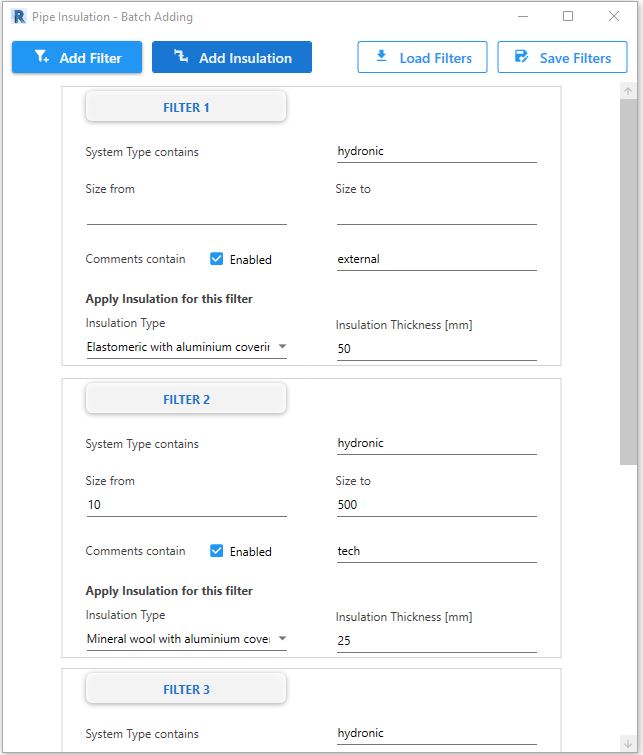 Pipe Insulation - Batch Adding
Add Filter Add Insulation Load Filters Save Filters
FILTER 1
System Type contains hydronic
Size from Size to
Comments contain Enabled external
Apply Insulation for this filter
Insulation Type Insulation Thickness [mm]
Elastomeric with aluminium 50
FILTER 2
System Type contains hydronic
Size from Size to
10 500
Comments contain Enabled tech
Apply Insulation for this filter
Insulation Type Insulation Thickness [mm]
Mineral wool with aluminium 25
FILTER 3
System Type contains hydronic